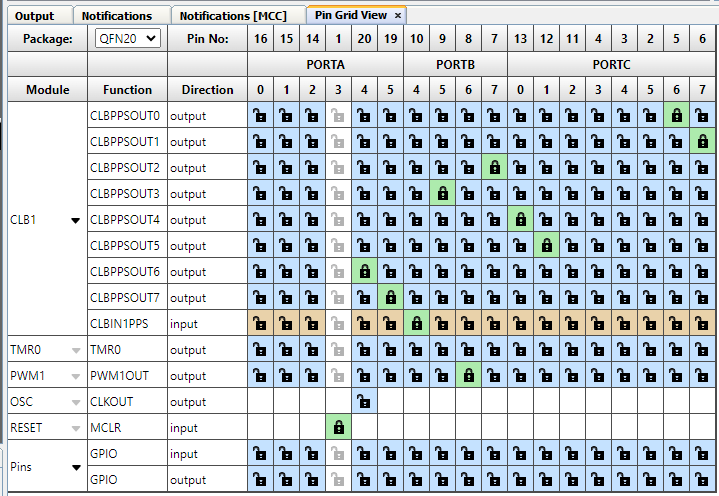 Output Notifications Notifications [MCC] Pin Grid View ×
Package: QFN20 Pin No: 16 15 14 1 20 19 10 9 8 7 13 12 11 4 3 2 5 6
PORTA PORTB PORTC
Module Function Direction 0 1 2 3 4 5 4 5 6 7 0 1 2 3 4 5 6 7
CLBPPSOUT0 output
CLBPPSOUT1 output
CLBPPSOUT2 output
CLBPPSOUT3 output
CLB1 CLBPPSOUT4 output
CLBPPSOUT5 output
CLBPPSOUT6 output
CLBPPSOUT7 output
CLBIN1PPS input
TMR0 TMR0 output
PWM1 PWM1OUT output
OSC CLKOUT output
RESET MCLR input
Pins GPIO input
GPIO output